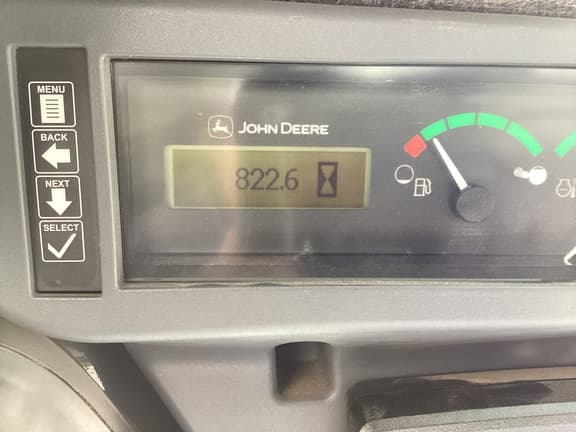 MENU
BACK
NEXT
SELECT
JOHN DEERE
822.6